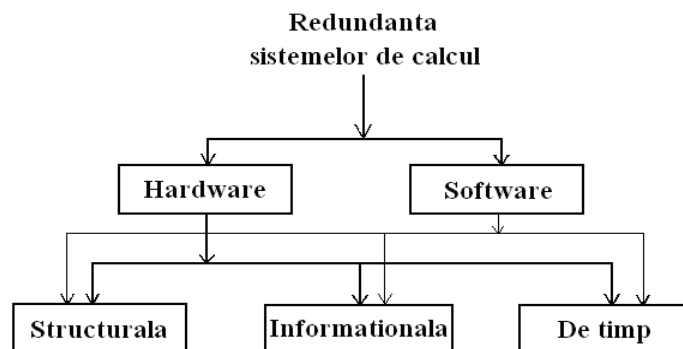 Redundanta
sistemelor de calcul
Hardware
Software
Structurala
Informationala
De timp